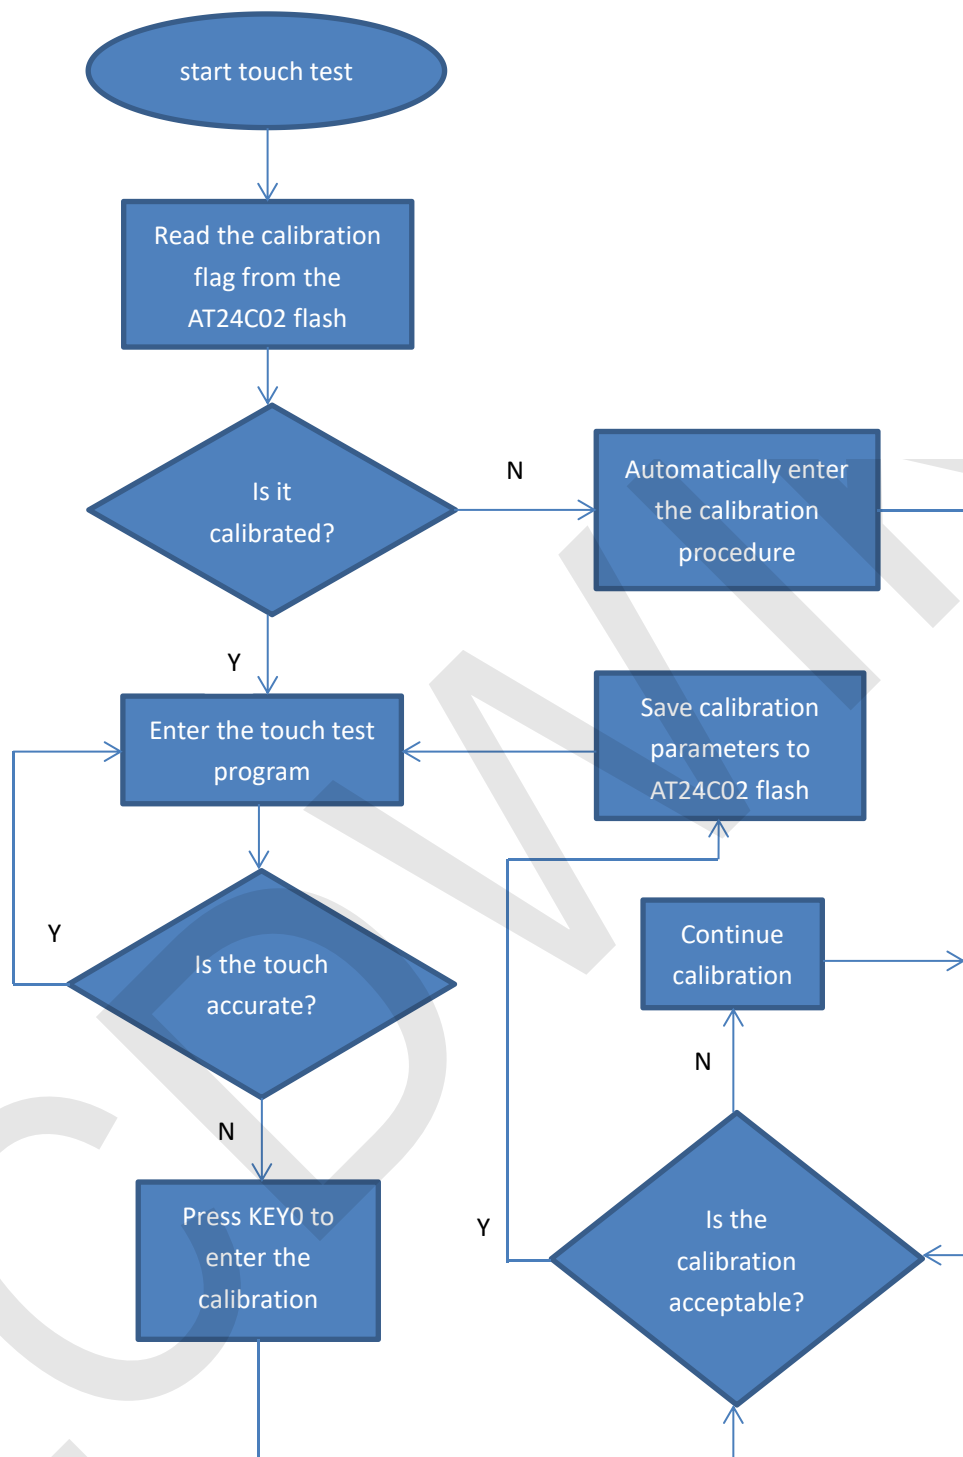 start touch test
Read the calibration
flag from the
AT24C02 flash
Is it
calibrated?
N
Automatically enter
the calibration
procedure
Y
Enter the touch test
program
Save calibration
parameters to
AT24C02 flash
Y
Is the touch
accurate?
Continue
calibration
N
N
Press KEY0 to
enter the
calibration
Y
Is the
calibration
acceptable?